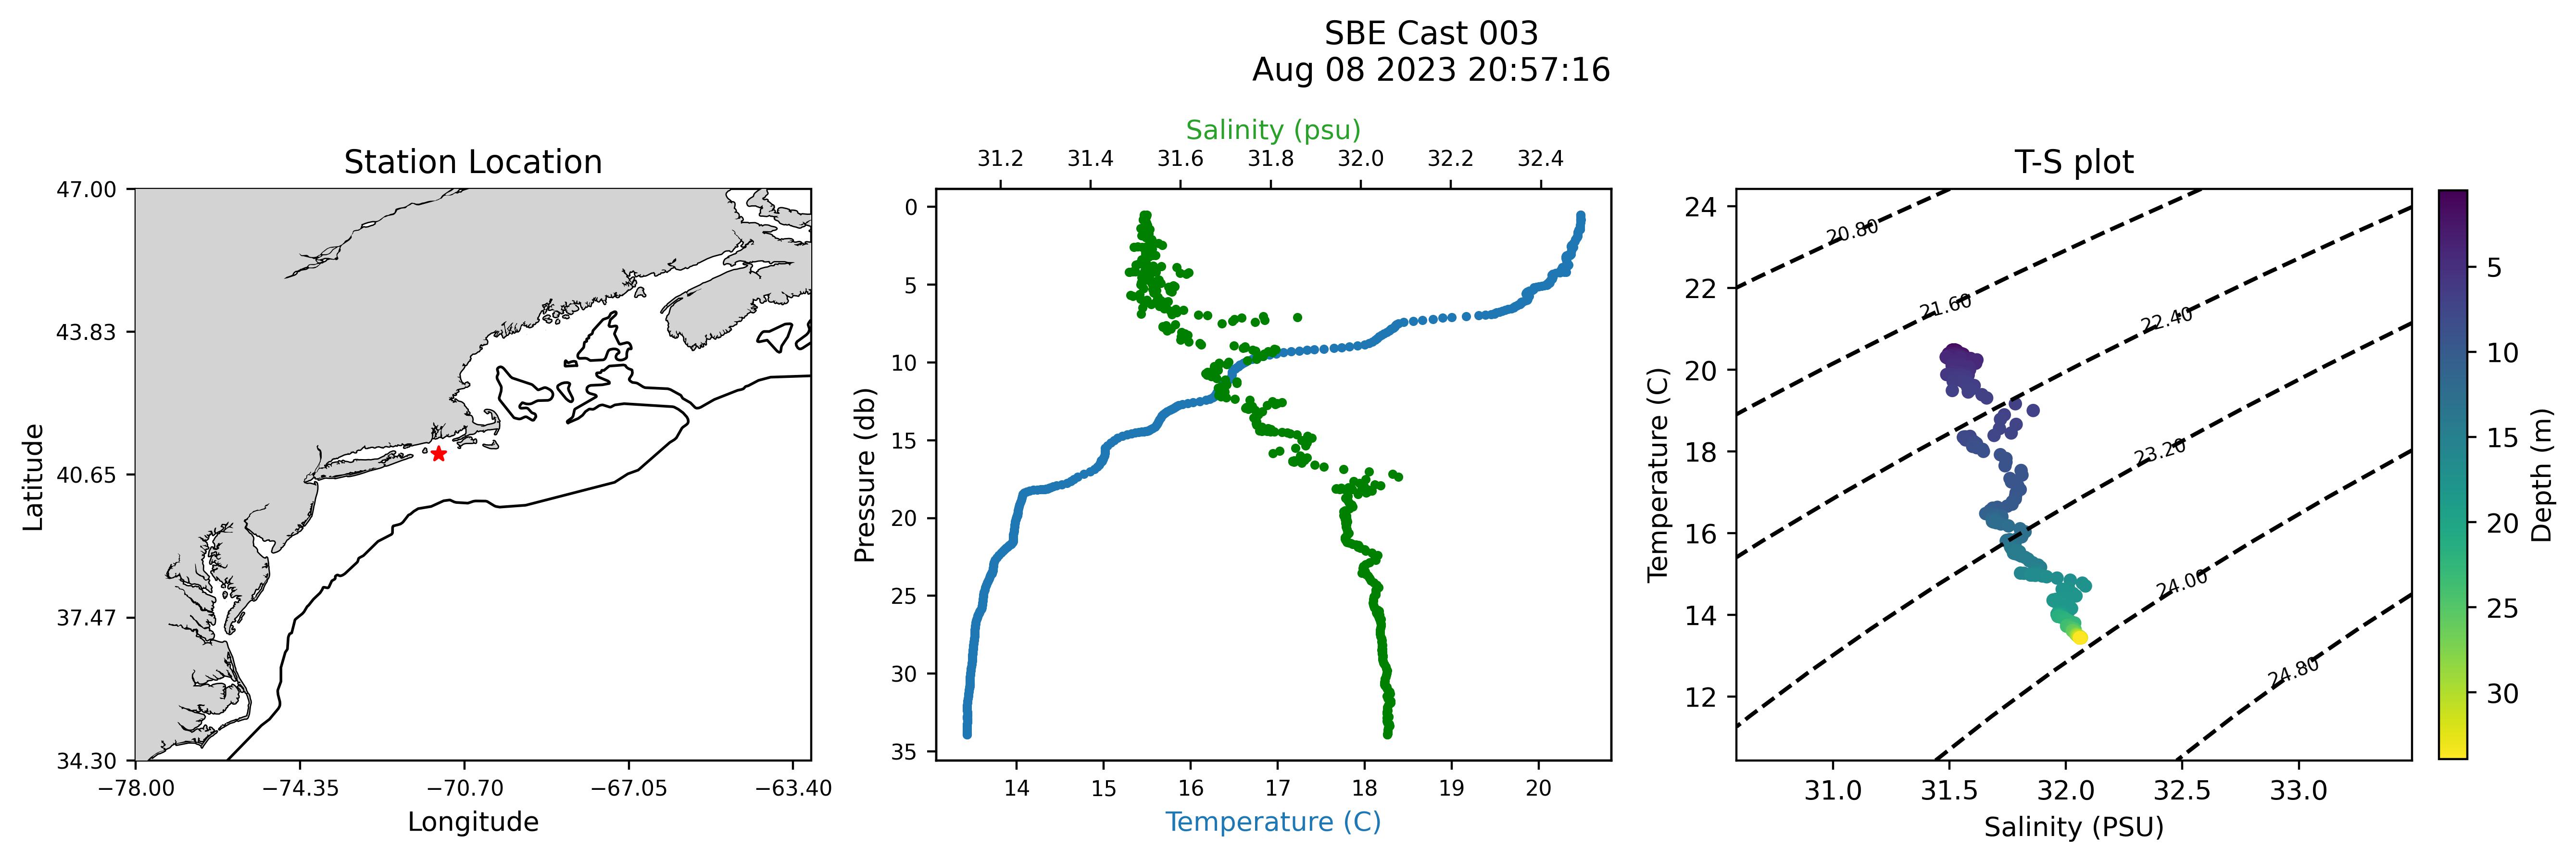 SBE Cast 003
Aug 08 2023 20:57:16
Station Location
47.00
43.83
40.65
37.47
34.30
Latitude
−78.00 −74.35 −70.70 −67.05 −63.40
Longitude
Salinity (psu)
31.2 31.4 31.6 31.8 32.0 32.2 32.4
0
5
10
15
20
25
30
35
Pressure (db)
14 15 16 17 18 19 20
Temperature (C)
T-S plot
24
22
20
18
16
14
12
Temperature (C)
20.80
21.60
22.40
23.20
24.00
24.80
31.0 31.5 32.0 32.5 33.0
Salinity (PSU)
5
10
15
20
25
30
Depth (m)